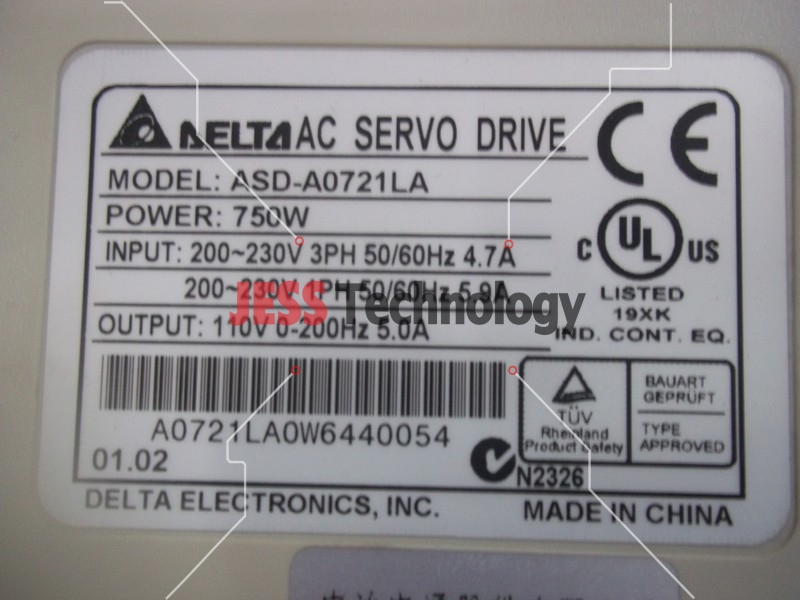 DELTA AC SERVO DRIVE
MODEL: ASD-A0721LA
POWER: 750W
INPUT: 200~230V 3PH 50/60Hz 4.7A
200~230V 1PH 50/60Hz 5.9A
OUTPUT: 110V 0-200Hz 5.0A
JESS Technology
A0721LA0W6440054
01.02
DELTA ELECTRONICS, INC.
CE
C UL US
LISTED
19XK
IND. CONT. EQ.
TÜV
Rheinland
Product Safety
BAUART
GEPRÜFT
TYPE
APPROVED
N2326
MADE IN CHINA